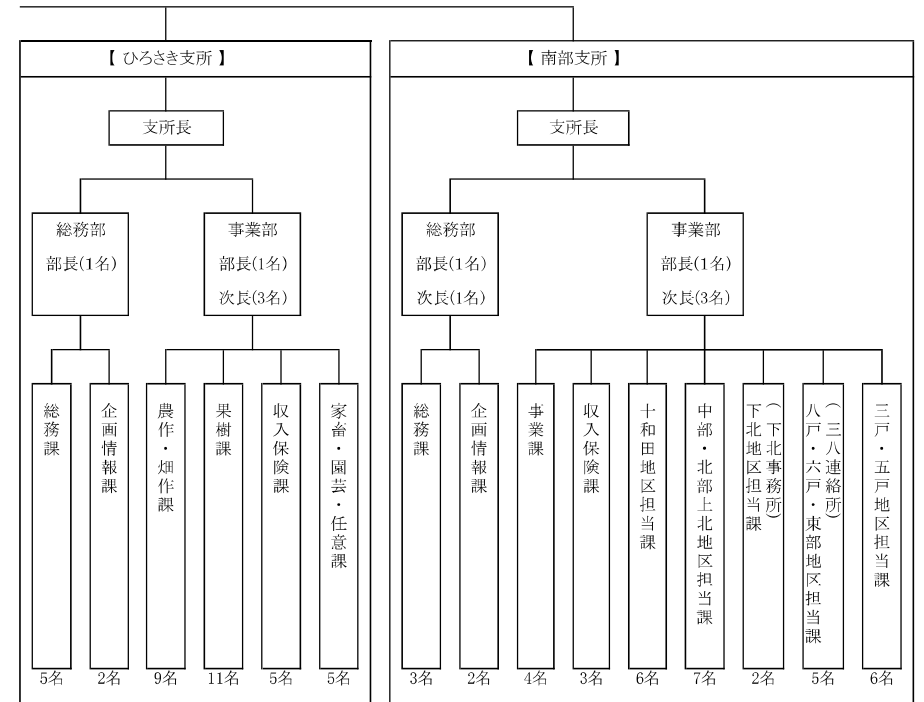 【 ひろさき支所 】
支所長
総務部
部長(1名)
事業部
部長(1名)
次長(3名)
総務課
5名
企画情報課
2名
農作・畑作課
9名
果樹課
11名
収入保険課
5名
家畜・園芸・任意課
5名
【 南部支所 】
支所長
総務部
部長(1名)
次長(1名)
事業部
部長(1名)
次長(3名)
総務課
3名
企画情報課
2名
事業課
4名
収入保険課
3名
十和田地区担当課
6名
中部・北部上北地区担当課
7名
(下北事務所)
下北地区担当課
2名
(三八連絡所)
八戸・六戸・東部地区担当課
5名
三戸・五戸地区担当課
6名